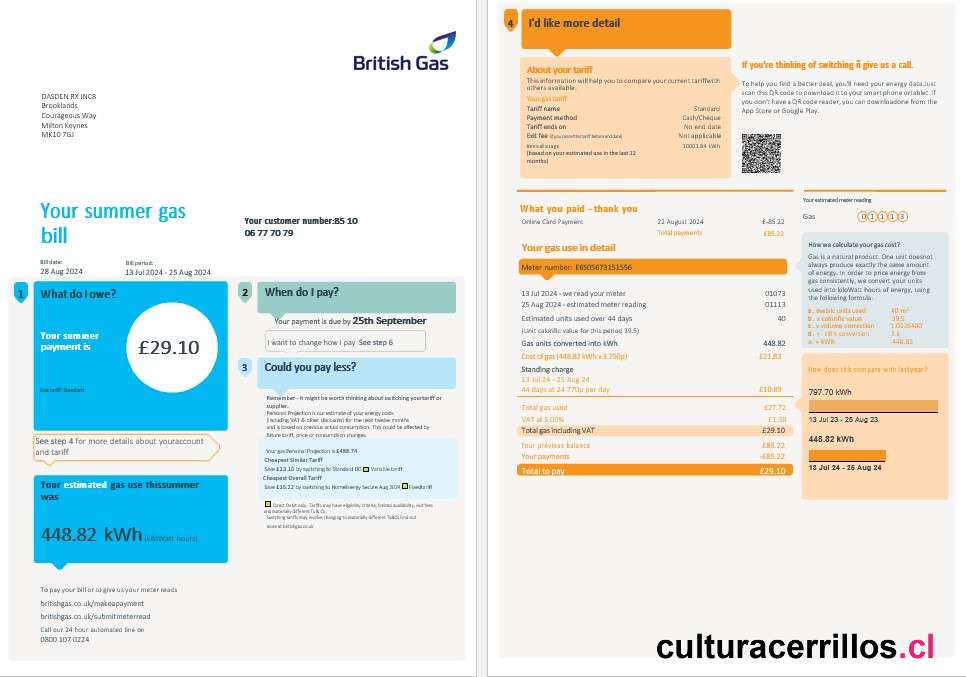 British Gas
DASDEN RX INC8
Brooklands
Courageous Way
Milton Keynes
MK10 7GJ
Your summer gas
bill
Your customer number:85 10
06 77 70 79
Bill date:
28 Aug 2024
Bill period:
13 Jul 2024 - 25 Aug 2024
1
What do I owe?
Your summer
payment is
£29.10
Gas tariff Standard
See step 4 for more details about youraccount
and tariff
Your estimated gas use thissummer
was
448.82 kWh (kiloWatt hours)
To pay your bill or to give us your meter reads
britishgas.co.uk/makeapayment
britishgas.co.uk/submitmeterread
Call our 24 hour automated line on
0800 107 0224
2
When do I pay?
Your payment is due by 25th September
I want to change how I pay See step 6
3
Could you pay less?
Remember - it might be worth thinking about switching yourtariff or
supplier.
Personal Projection is our estimate of your energy costs
(including VAT & other discounts) for the next twelve months
and is based on previous actual consumption. This could be affected by
future tariff, price or consumption changes.
Your gas Personal Projection is £488.74
Cheapest Similar Tariff
Save £23.10 by switching to Standard DD Variable tariff
Cheapest Overall Tariff
Save £35.22 by switching to HomeEnergy Secure Aug 2024 Fixedtariff
Direct Debit only, Tariffs may have eligibility criteria, limited availability, exit fees
and materially different Ts & Cs.
Switching tariffs may involve changing to materially different Ts&Cs Find out
more at britishgas.co.uk
4
I'd like more detail
About your tariff
This information will help you to compare your current tariffwith
others available.
Your gas tariff
Tariff name Standard
Payment method Cash/Cheque
Tariff ends on No end date
Exit fee (if you cancel this tariff before end date) Not applicable
Annual usage 10001.84 kWh
(based on your estimated use in the last 12
months)
If you're thinking of switching ñ give us a call.
To help you find a better deal, you'll need your energy data.Just
scan this QR code to download it to your smart phone ortablet. If
you don't have a QR code reader, you can downloadone from the
App Store or Google Play.
What you paid - thank you
Online Card Payment 22 August 2024 £-85.22
Total payments £85.22
Your gas use in detail
Meter number: E6505673151556
13 Jul 2024 - we read your meter 01073
25 Aug 2024 - estimated meter reading 01113
Estimated units used over 44 days 40
(Unit calorific value for this period 39.5)
Gas units converted into kWh 448.82
Cost of gas (448.82 kWh x 3.750p) £21.83
Standing charge
13 Jul 24 - 25 Aug 24
44 days at 24.770p per day £10.89
Total gas used £27.72
VAT at 5.00% £1.38
Total gas including VAT £29.10
Your previous balance £85.22
Your payments -£85.22
Total to pay £29.10
Your estimated meter reading
Gas 0 1 1 1 3
How we calculate your gas cost?
Gas is a natural product. One unit doesnot
always produce exactly the same amount
of energy. In order to price energy from
gas consistently, we convert your units
used into kiloWatt hours of energy, using
the following formula:
a. metric units used 40 m³
b. x calorific value 39.5
c. x volume correction 1.0226400
d. ÷ kWh conversion 3.6
e. = kWh 448.82
How does this compare with lastyear?
797.70 kWh
13 Jul 23 - 25 Aug 23
448.82 kWh
13 Jul 24 - 25 Aug 24
culturacerrillos.cl